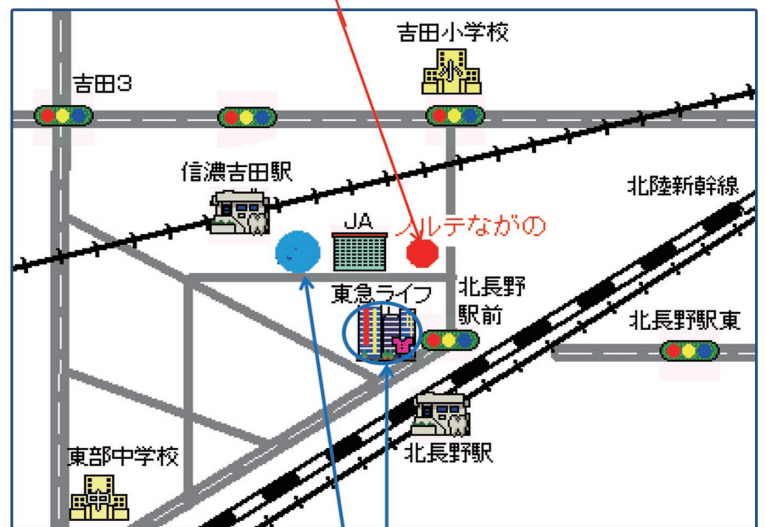 吉田小学校
吉田3
信濃吉田駅
北陸新幹線
JA
ノルテながの
東急ライフ
北長野
駅前
北長野駅東
北長野駅
東部中学校
小
中